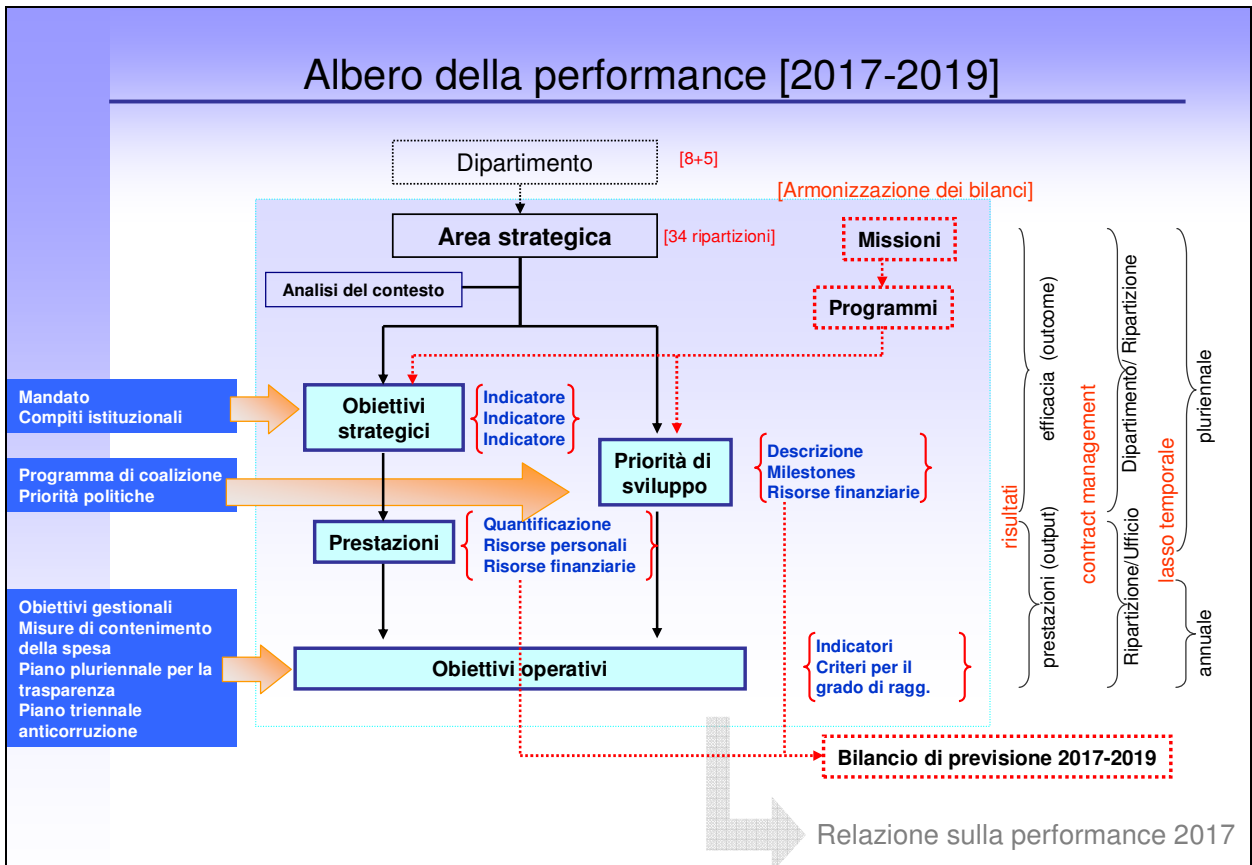 Albero della performance [2017-2019]
Dipartimento
[8+5]
[Armonizzazione dei bilanci]
Area strategica
[34 ripartizioni]
Missioni
Analisi del contesto
Programmi
Mandato
Compiti istituzionali
Obiettivi
strategici
Indicatore
Indicatore
Indicatore
Programma di coalizione
Priorità politiche
Priorità di
sviluppo
Descrizione
Milestones
Risorse finanziarie
Prestazioni
Quantificazione
Risorse personali
Risorse finanziarie
Obiettivi gestionali
Misure di contenimento
della spesa
Piano pluriennale per la
trasparenza
Piano triennale
anticorruzione
Obiettivi operativi
Indicatori
Criteri per il
grado di ragg.
risultati
efficacia (outcome)
prestazioni (output)
contract management
Dipartimento/ Ripartizione
Ripartizione/Ufficio
lasso temporale
pluriennale
annuale
Bilancio di previsione 2017-2019
Relazione sulla performance 2017